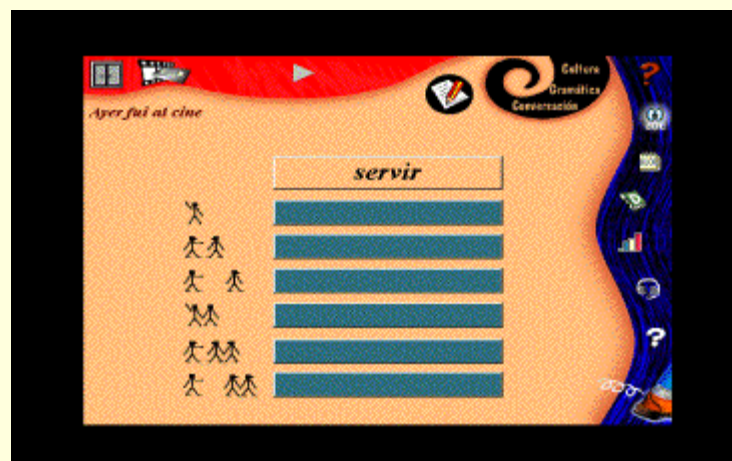 Cultura
Gramática
Conversación
Ayer fui al cine
servir